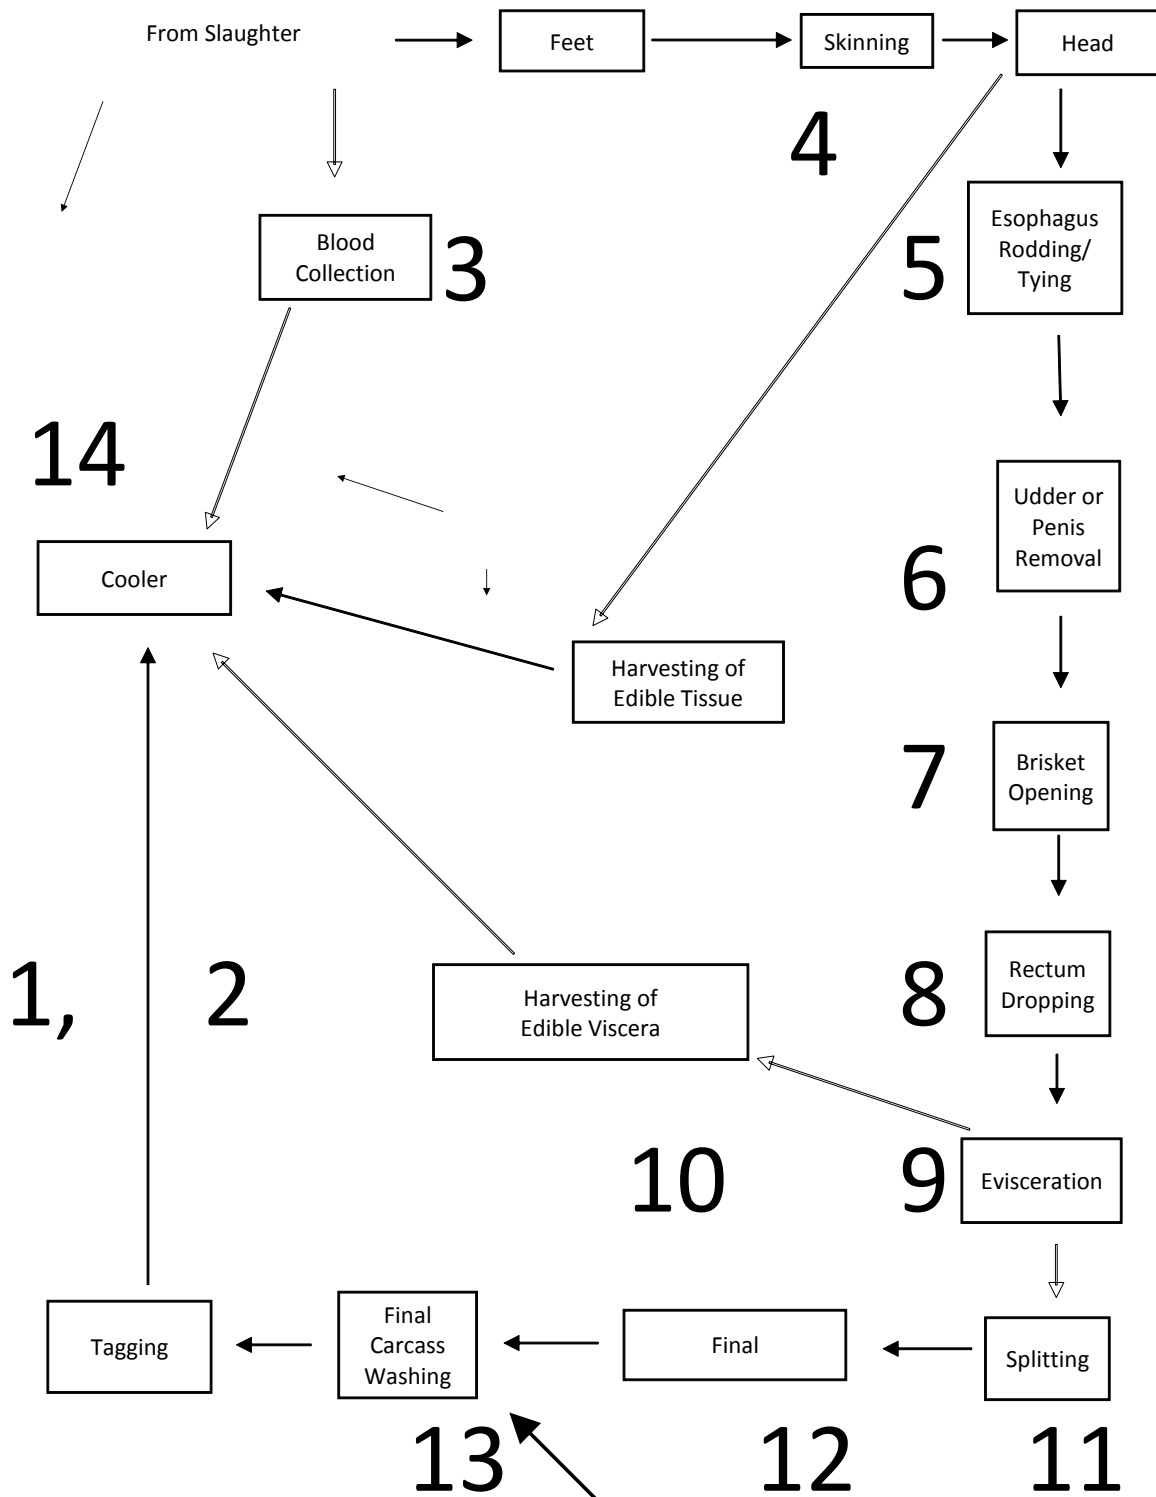 From Slaughter
Feet
Skinning
Head
4
Blood
Collection
3
5
Esophagus
Rodding/
Tying
14
Cooler
6
Udder or
Penis
Removal
Harvesting of
Edible Tissue
7
Brisket
Opening
1,
2
Harvesting of
Edible Viscera
8
Rectum
Dropping
10
9
Evisceration
Tagging
Final
Carcass
Washing
Final
Splitting
13
12
11